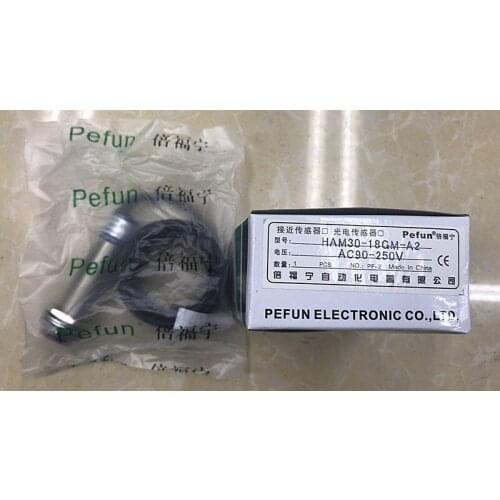 Pefun 倍福宁
Pefun 倍福宁
Pefun 倍福宁
Pefun 倍福宁
接近传感器□ 光电传感器□ Pefun® 倍福宁
型号: HAM30-18GM-A2
电压: AC90-250V
数量: 1 PCS NO.: PF-2 Made in China
倍福宁自动化电器有限公司
PEFUN ELECTRONIC CO.,LTD.